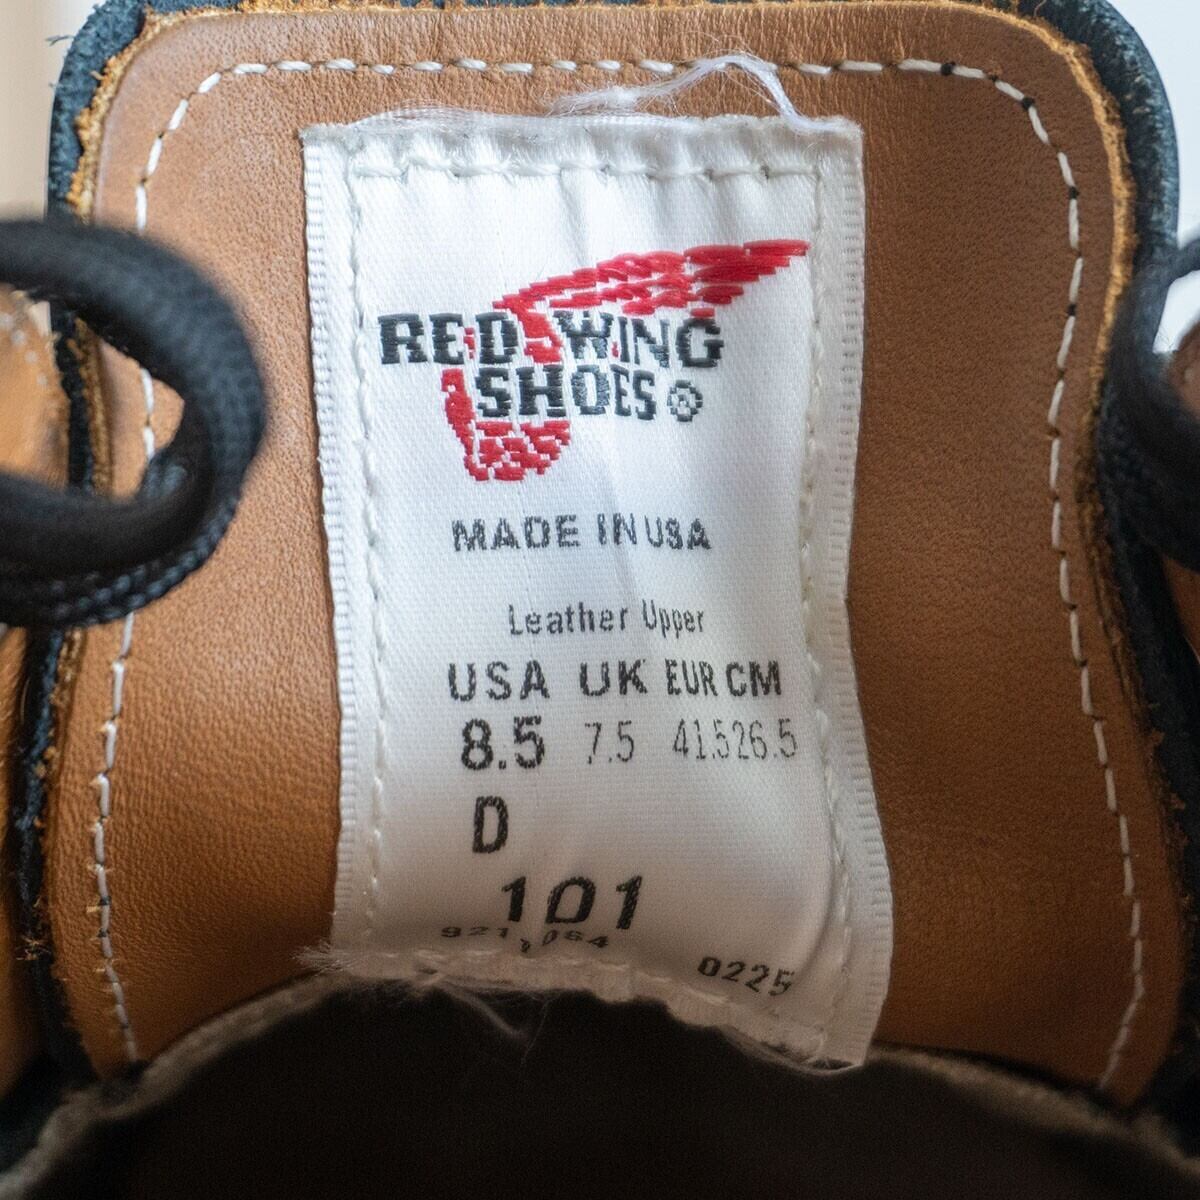 RED WING
SHOES®
MADE IN USA
Leather Upper
USA UK EUR CM
8.5 7.5 41.5 26.5
D
101
0225